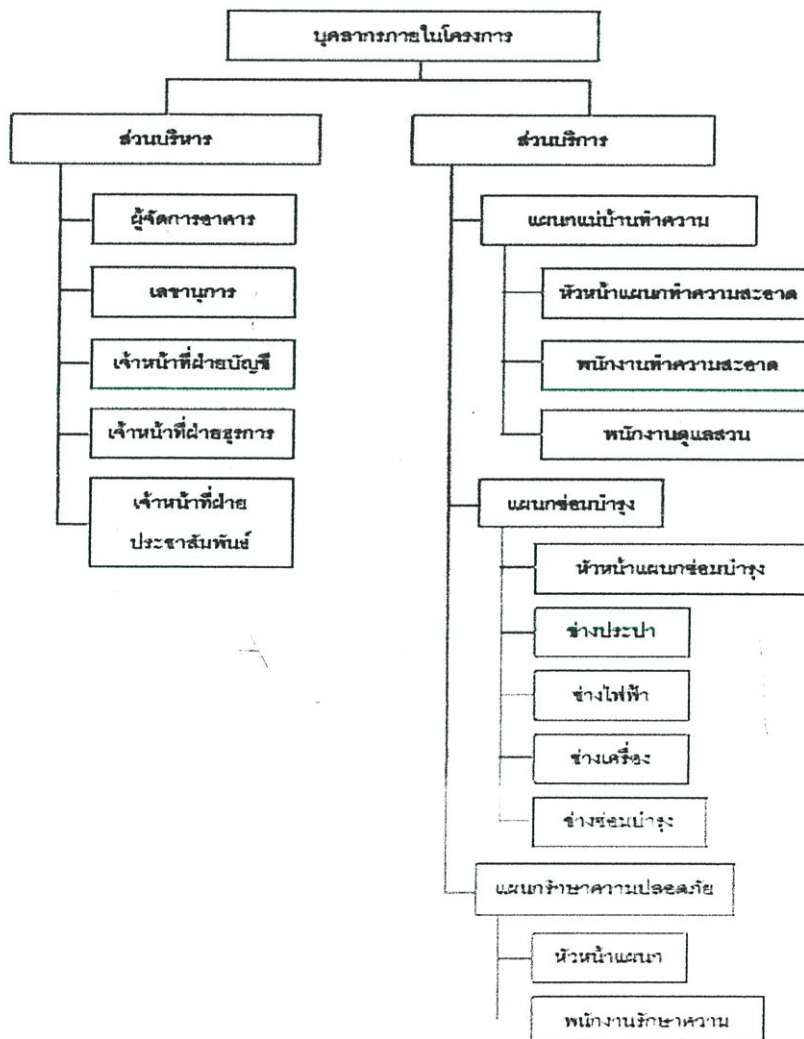 บุคลากรภายในโครงการ
ส่วนบริหาร
ผู้จัดการอาคาร
เลขานุการ
เจ้าหน้าที่ฝ่ายบัญชี
เจ้าหน้าที่ฝ่ายธุรการ
เจ้าหน้าที่ฝ่าย
ประชาสัมพันธ์
ส่วนบริการ
แผนกแม่บ้านทำความ
หัวหน้าแผนกทำความสะอาด
พนักงานทำความสะอาด
พนักงานดูแลสวน
แผนกซ่อมบำรุง
หัวหน้าแผนกซ่อมบำรุง
ช่างประปา
ช่างไฟฟ้า
ช่างเครื่อง
ช่างซ่อมบำรุง
แผนกรักษาความปลอดภัย
หัวหน้าแผนก
พนักงานรักษาความ